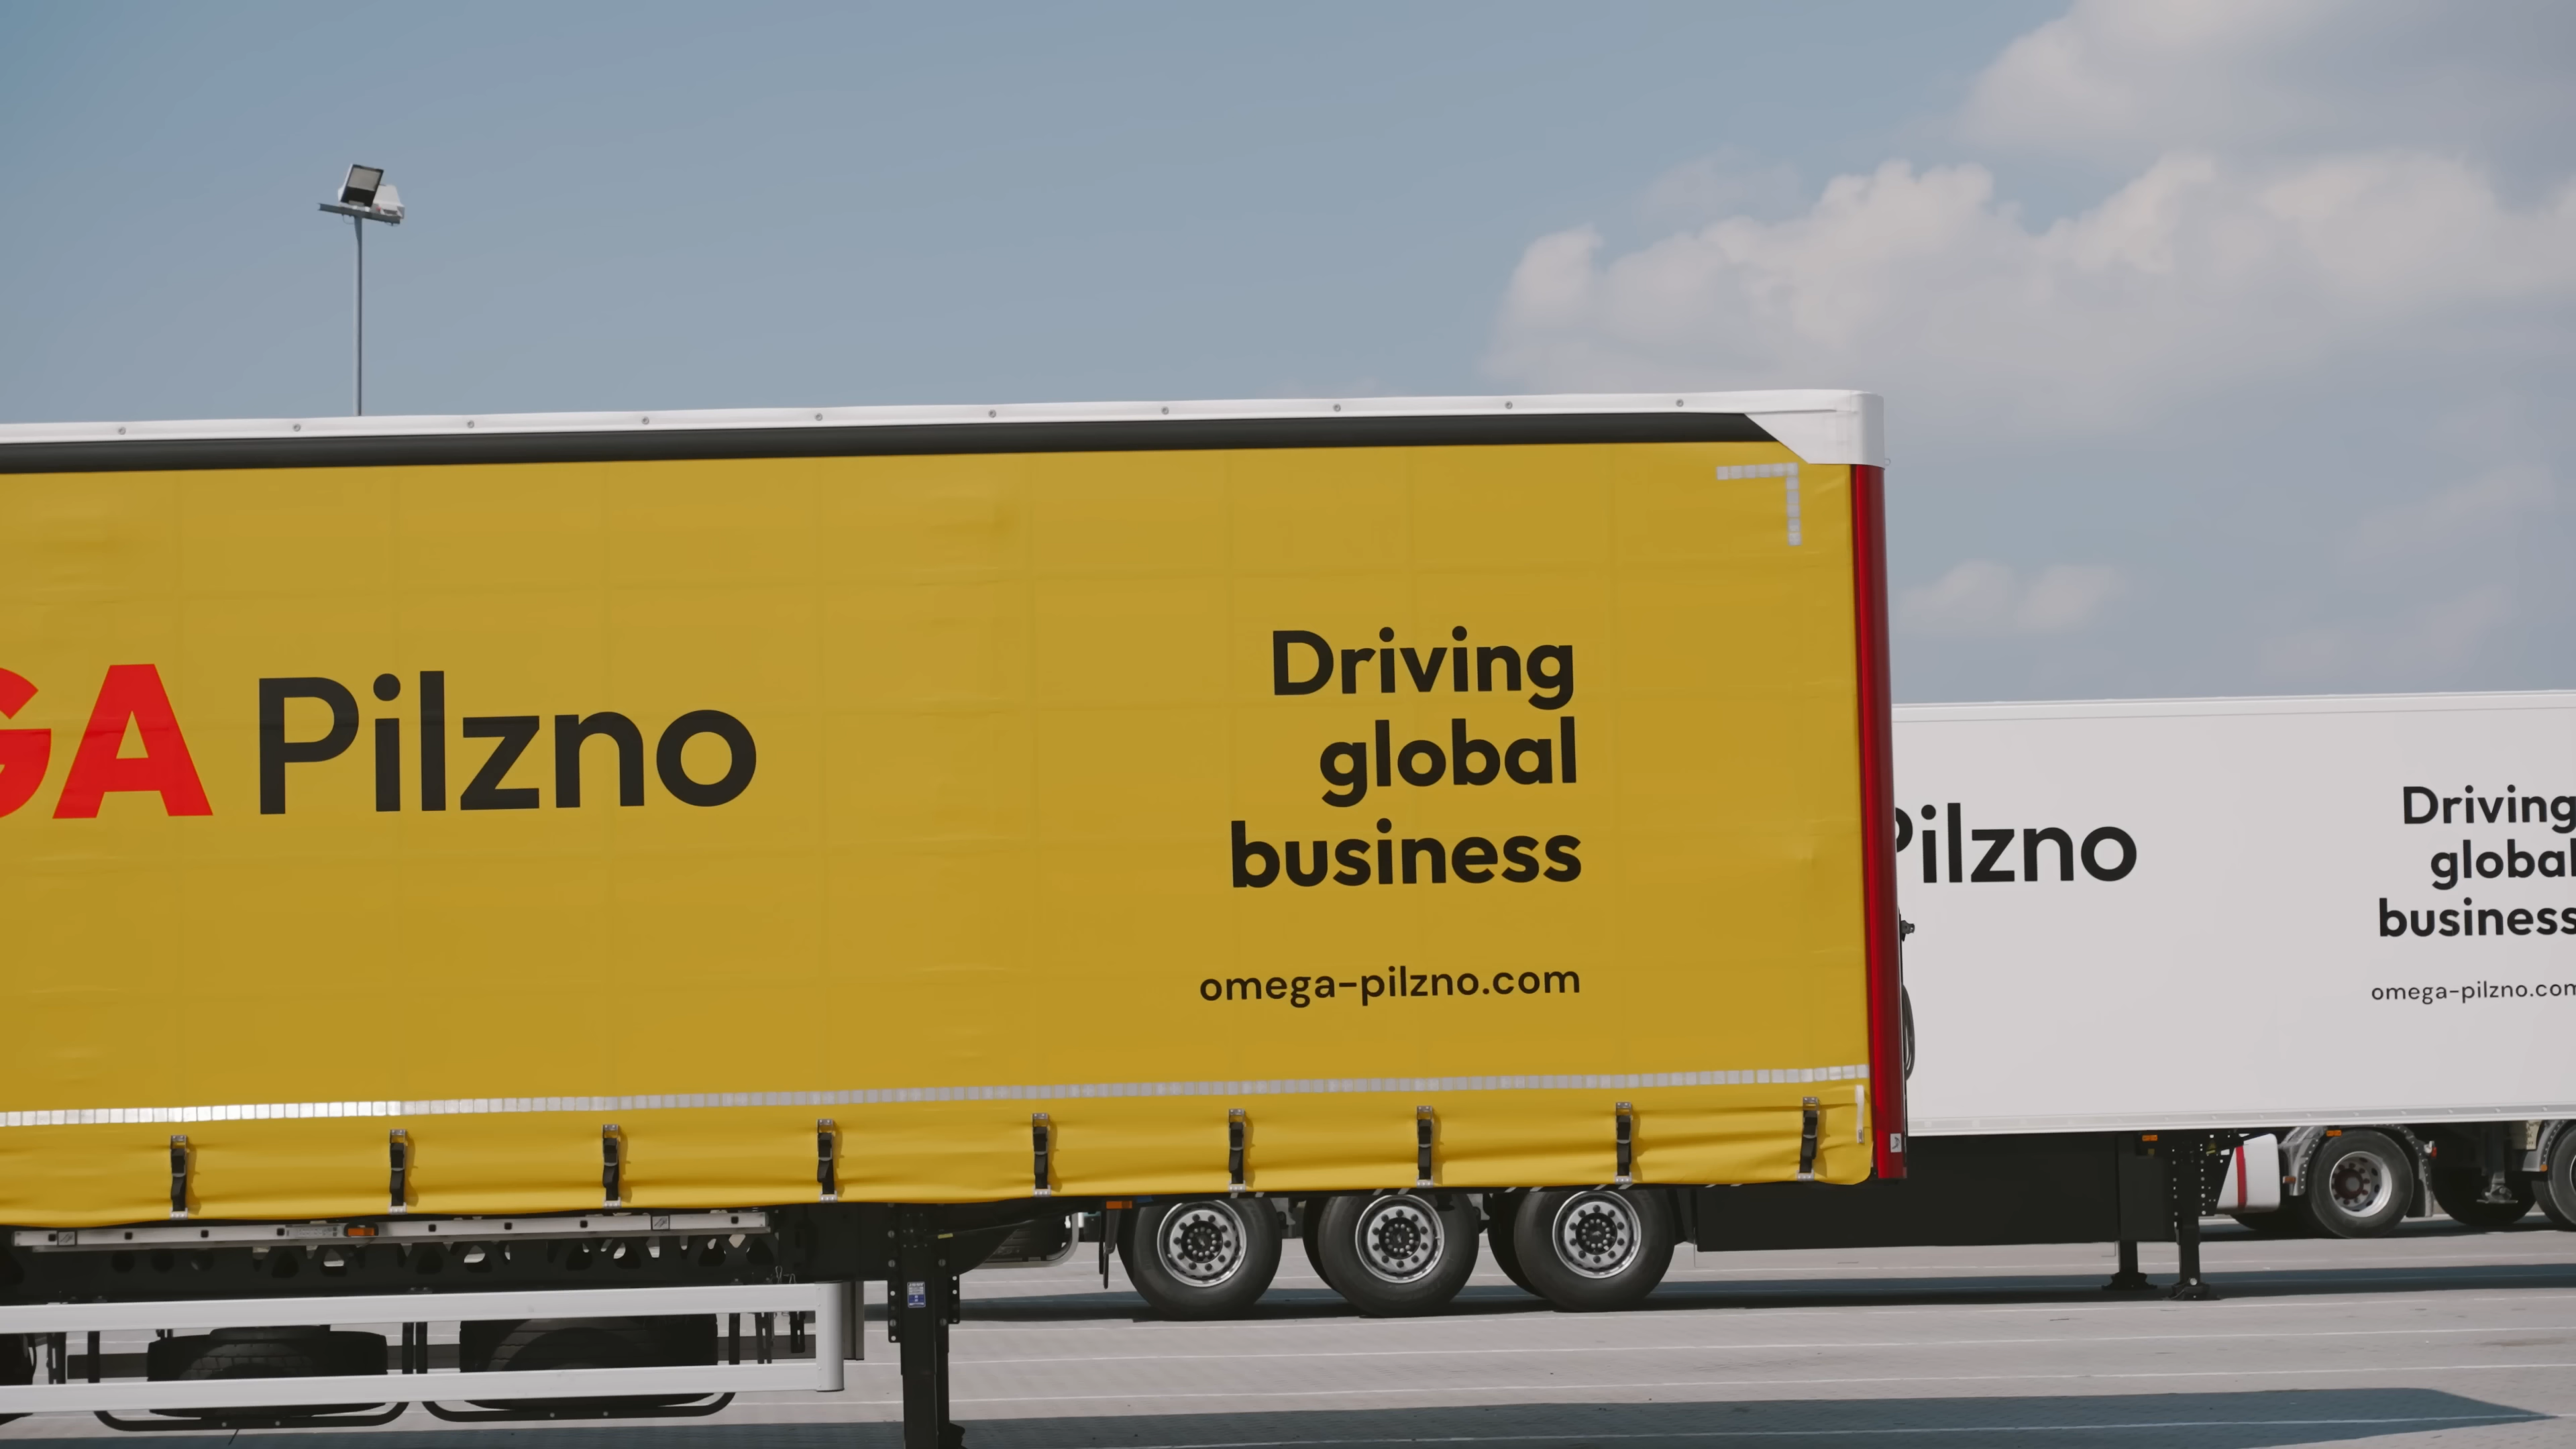 GA Pilzno
Driving
global
business
omega-pilzno.com
Pilzno
Driving
global
business
omega-pilzno.com